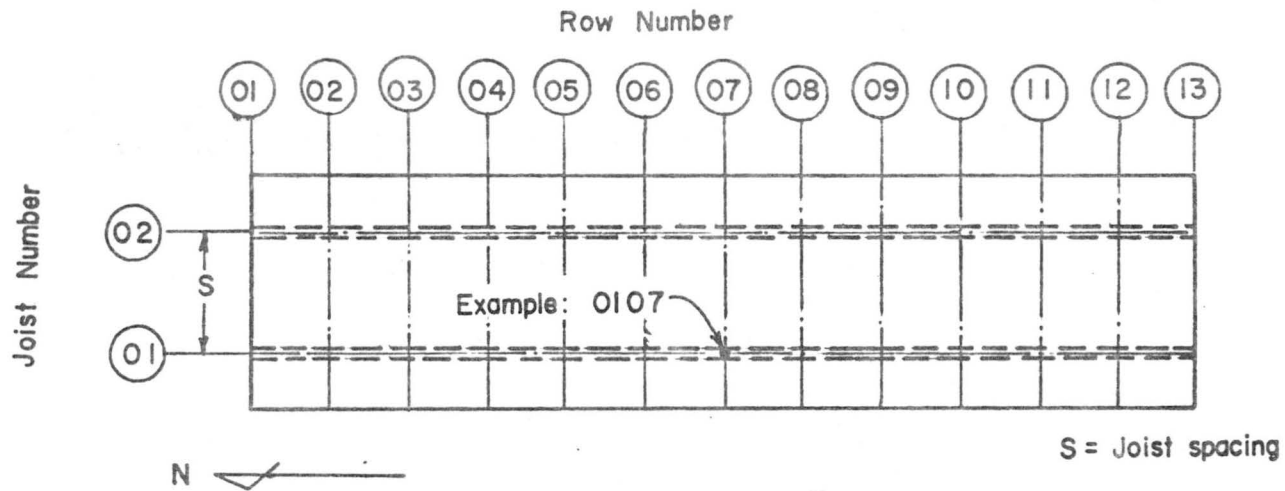 Row Number
01 02 03 04 05 06 07 08 09 10 11 12 13
Joist Number
02
S
Example: 0107
01
S = Joist spacing
N